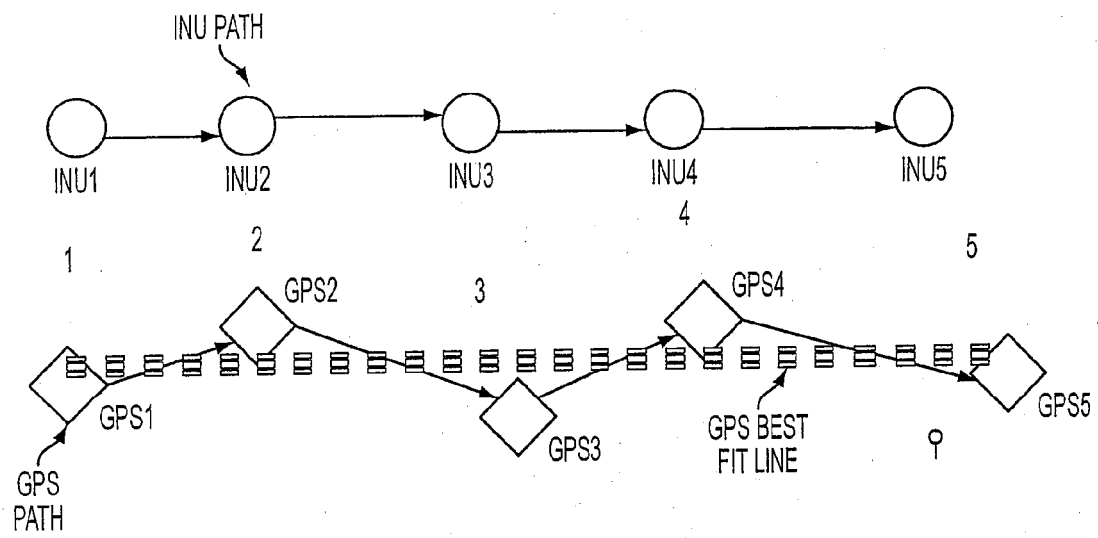 INU PATH
INU1
INU2
INU3
INU4
INU5
1
2
3
4
5
GPS1
GPS2
GPS3
GPS4
GPS5
GPS
PATH
GPS BEST
FIT LINE